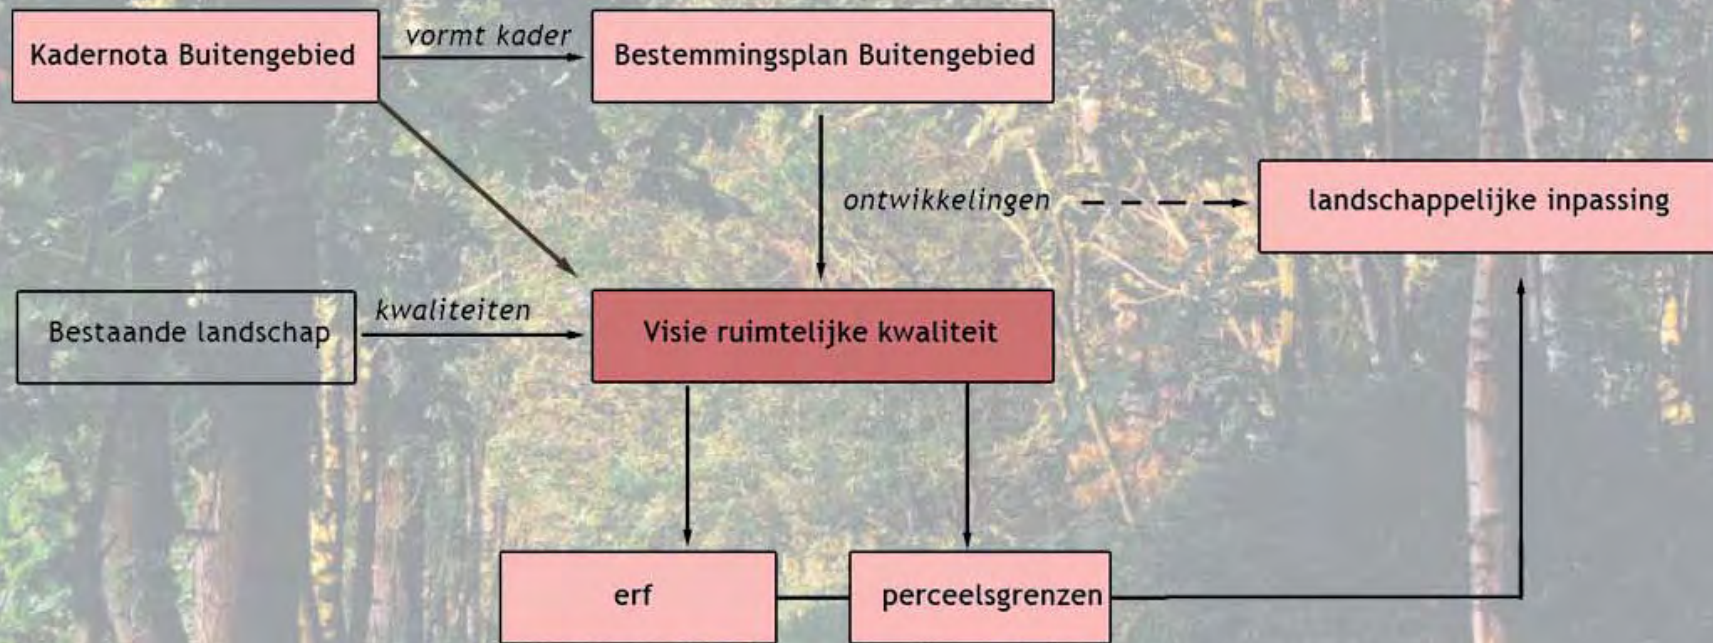 Kadernota Buitengebied
vormt kader
Bestemmingsplan Buitengebied
ontwikkelingen
landschappelijke inpassing
Bestaande landschap
kwaliteiten
Visie ruimtelijke kwaliteit
erf
perceelsgrenzen